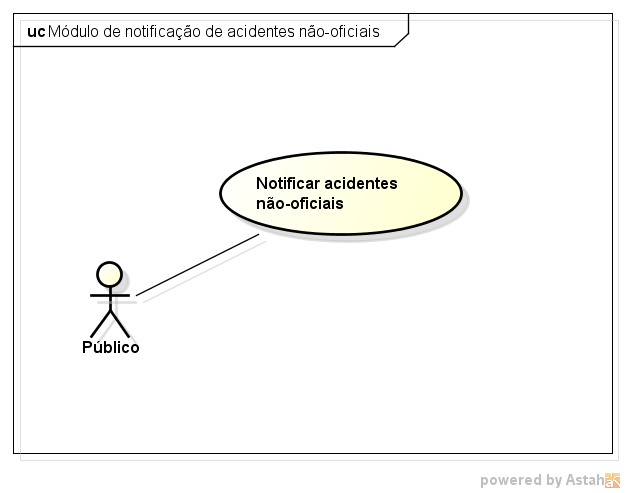 uc Módulo de notificação de acidentes não-oficiais
Notificar acidentes
não-oficiais
Público
powered by Astah